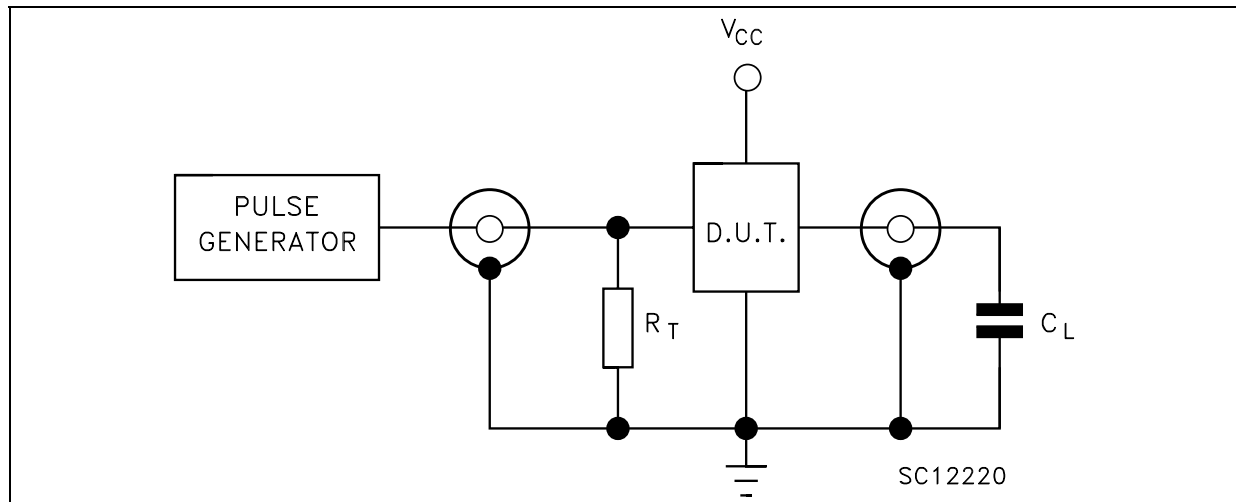 VCC
PULSE
GENERATOR
D.U.T.
RT
CL
SC12220